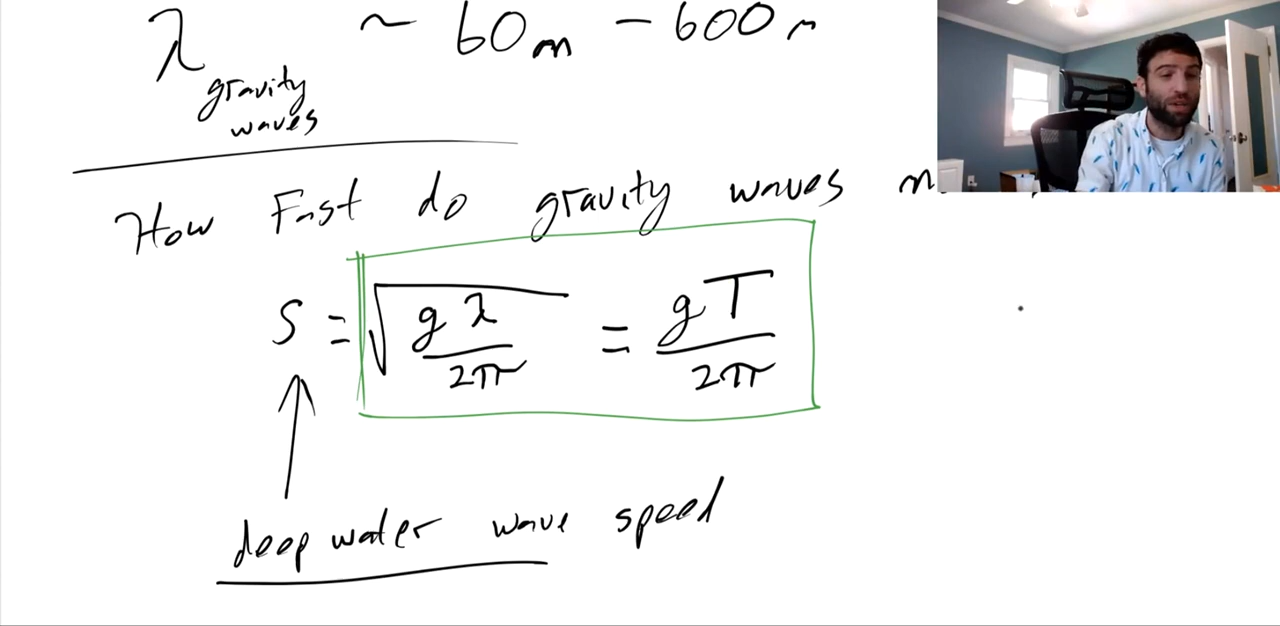 λ gravity waves ~ 60m - 600m
How Fast do gravity waves
S = √(gλ/2π) = gT/2π
deep water wave speed